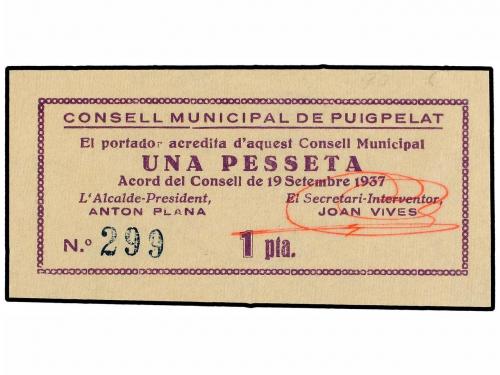 CONSELL MUNICIPAL DE PUIGPELAT
El portador acredita d'aquest Consell Municipal
UNA PESSETA
Acord del Consell de 19 Setembre 1937
L'Alcalde-President, El Secretari-Interventor,
ANTON PLANA JOAN VIVES
N.º 299 1 pta.